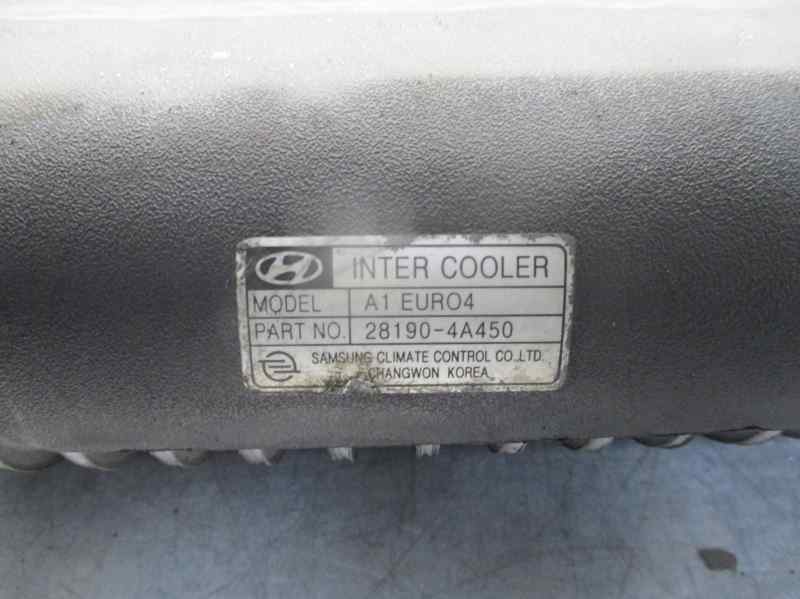 INTER COOLER
MODEL A1 EURO4
PART NO. 28190-4A450
SAMSUNG CLIMATE CONTROL CO.,LTD.
CHANGWON KOREA